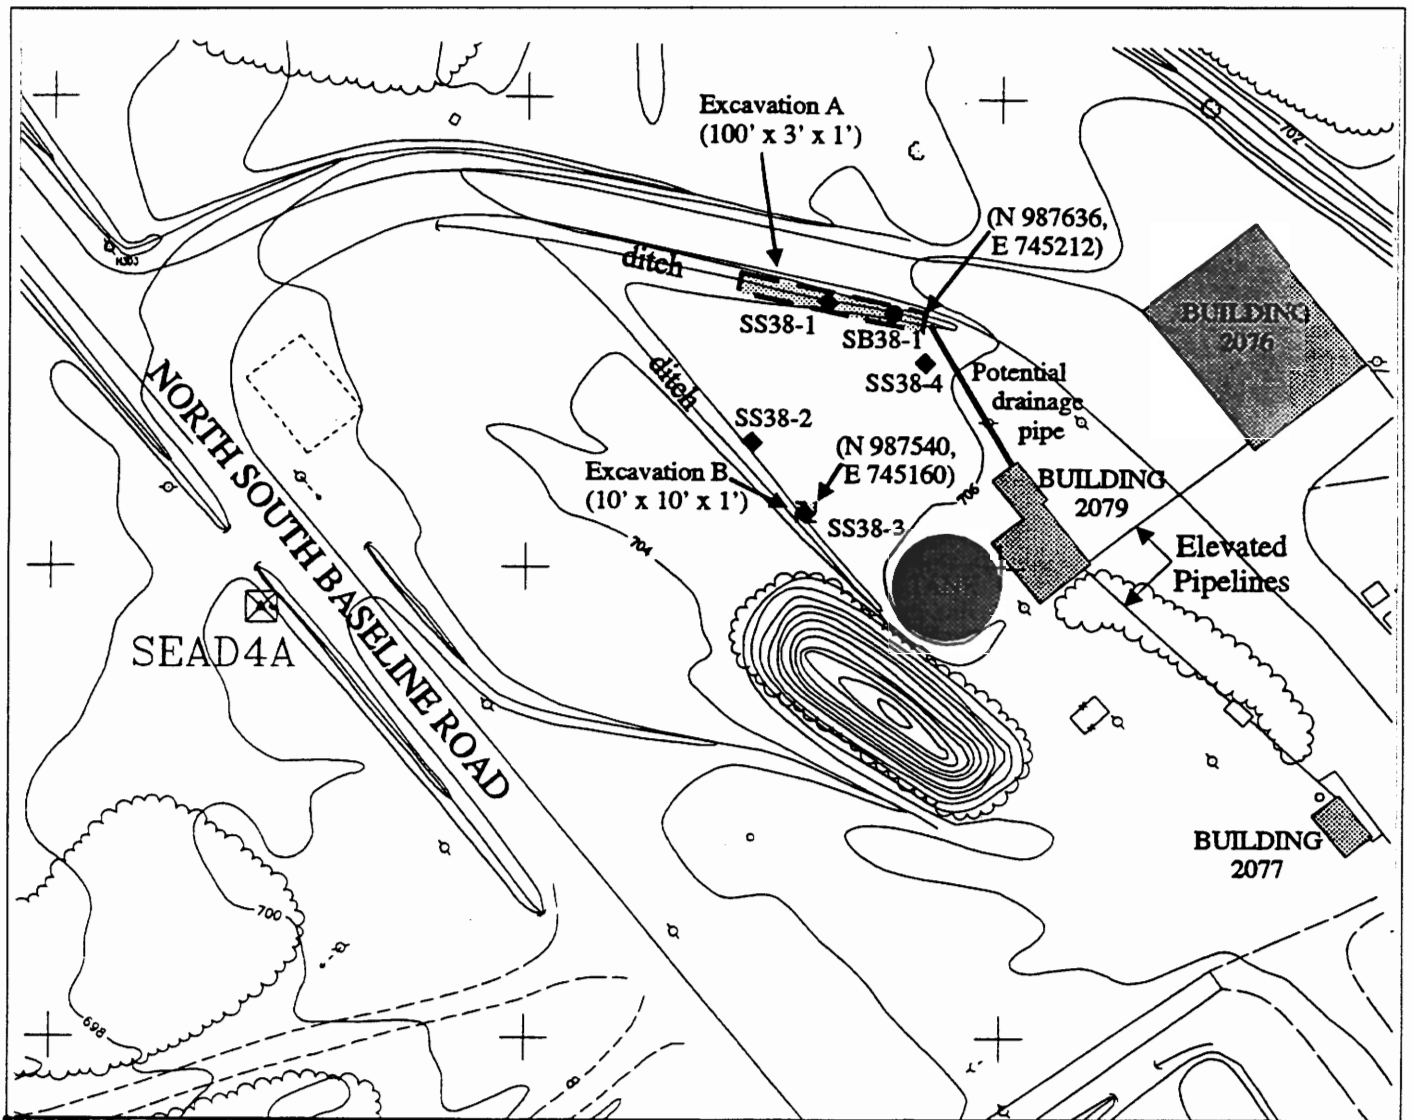 Excavation A
(100' x 3' x 1')
702
(N 987636,
E 745212)
ditch
SS38-1
SB38-1
BUILDING
2076
SS38-4
Potential
drainage
pipe
ditch
SS38-2
(N 987540,
E 745160)
Excavation B
(10' x 10' x 1')
SS38-3
706
BUILDING
2079
704
TANK
Elevated
Pipelines
NORTH SOUTH BASELINE ROAD
SEAD4A
BUILDING
2077
700
698